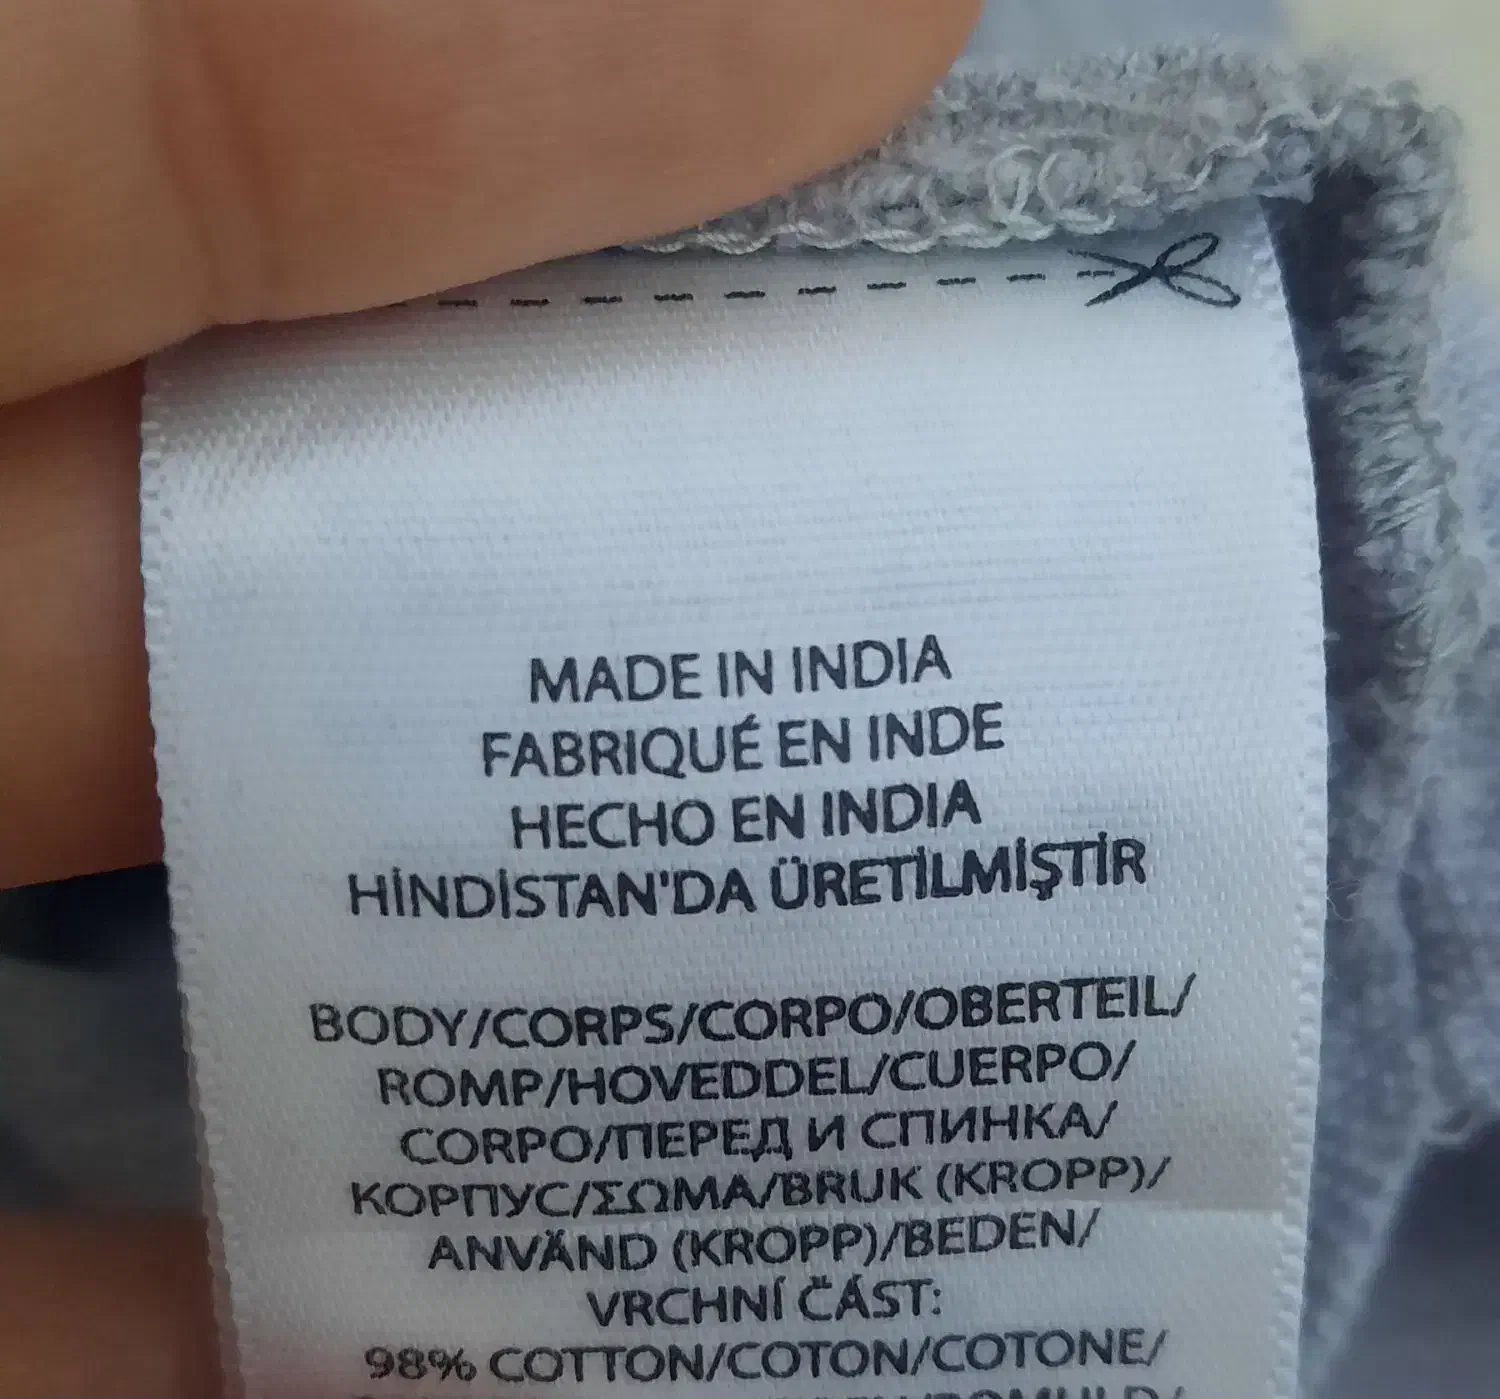 MADE IN INDIA
FABRIQUÉ EN INDE
HECHO EN INDIA
HİNDİSTAN'DA ÜRETİLMİŞTİR
BODY/CORPS/CORPO/OBERTEIL/
ROMP/HOVEDDEL/CUERPO/
CORPO/ПЕРЕД И СПИНКА/
КОРПУС/ΣΩΜΑ/BRUK (KROPP)/
ANVÄND (KROPP)/BEDEN/
VRCHNÍ ČÁST:
98% COTTON/COTON/COTONE/